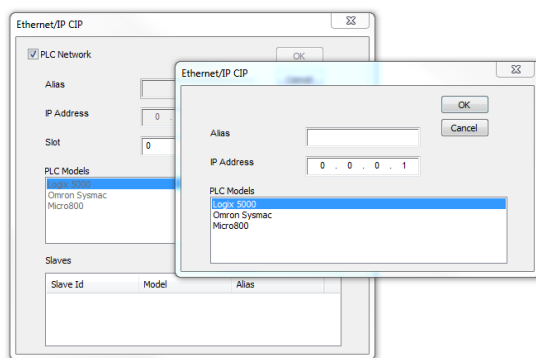 Ethernet/IP CIP
PLC Network
OK
Alias
IP Address
0 .
Slot
0
PLC Models
Logix 5000
Omron Sysmac
Micro800
Slaves
Slave Id Model Alias
Ethernet/IP CIP
OK
Cancel
Alias
IP Address
0 . 0 . 0 . 1
PLC Models
Logix 5000
Omron Sysmac
Micro800